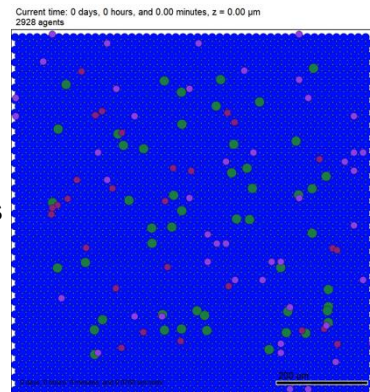 Current time: 0 days, 0 hours, and 0.00 minutes, z = 0.00 μm
2928 agents
200 μm